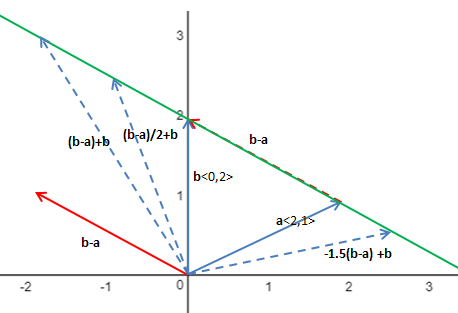 3
2
(b-a)+b
(b-a)/2+b
b-a
b<0,2>
1
a<2,1>
b-a
-1.5(b-a) +b
-2
-1
0
1
2
3